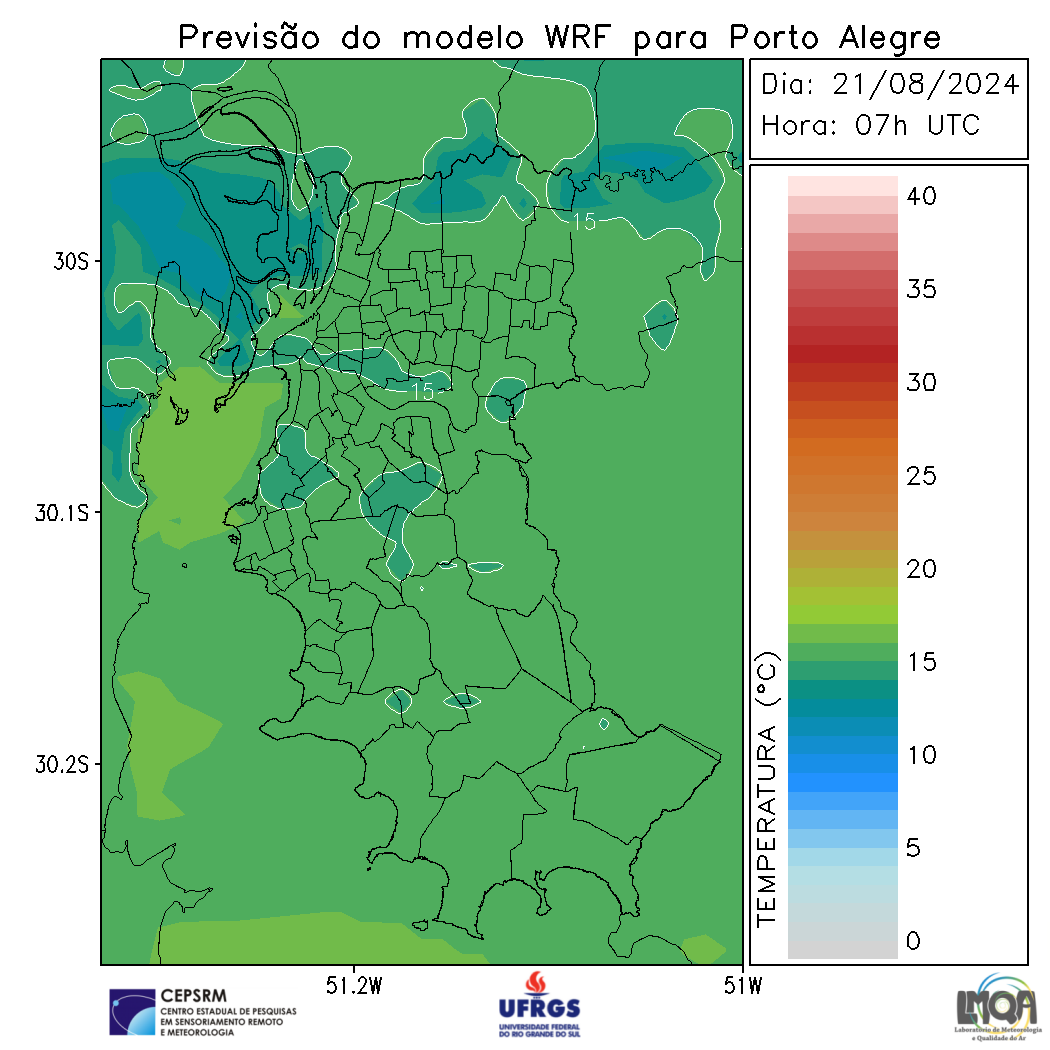 Previsão do modelo WRF para Porto Alegre
Dia: 21/08/2024
Hora: 07h UTC
40
35
30
25
20
15
10
5
0
TEMPERATURA (°C)
30S
30.1S
30.2S
51.2W
51W
15
15
CEPSRM
CENTRO ESTADUAL DE PESQUISAS
EM SENSORIAMENTO REMOTO
E METEOROLOGIA
UFRGS
UNIVERSIDADE FEDERAL
DO RIO GRANDE DO SUL
LMQA
Laboratório de Meteorologia
e Qualidade do Ar